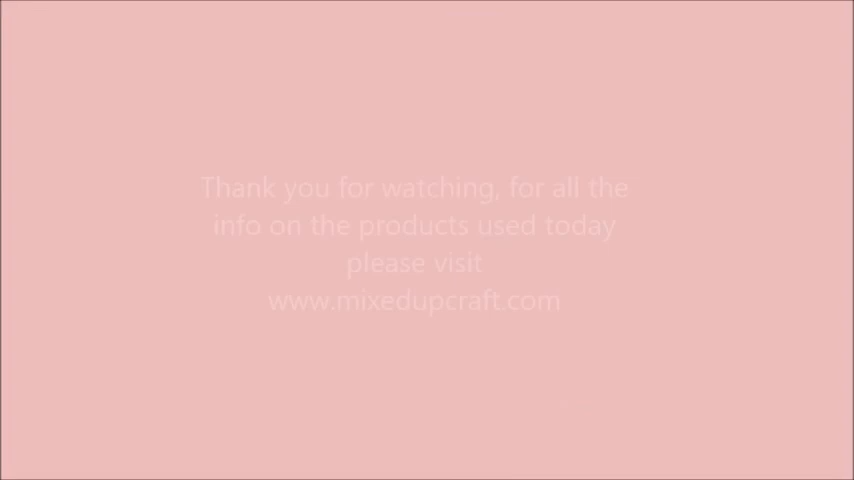 Thank you for watching, for all the
info on the products used today
please visit
www.mixedupcraft.com